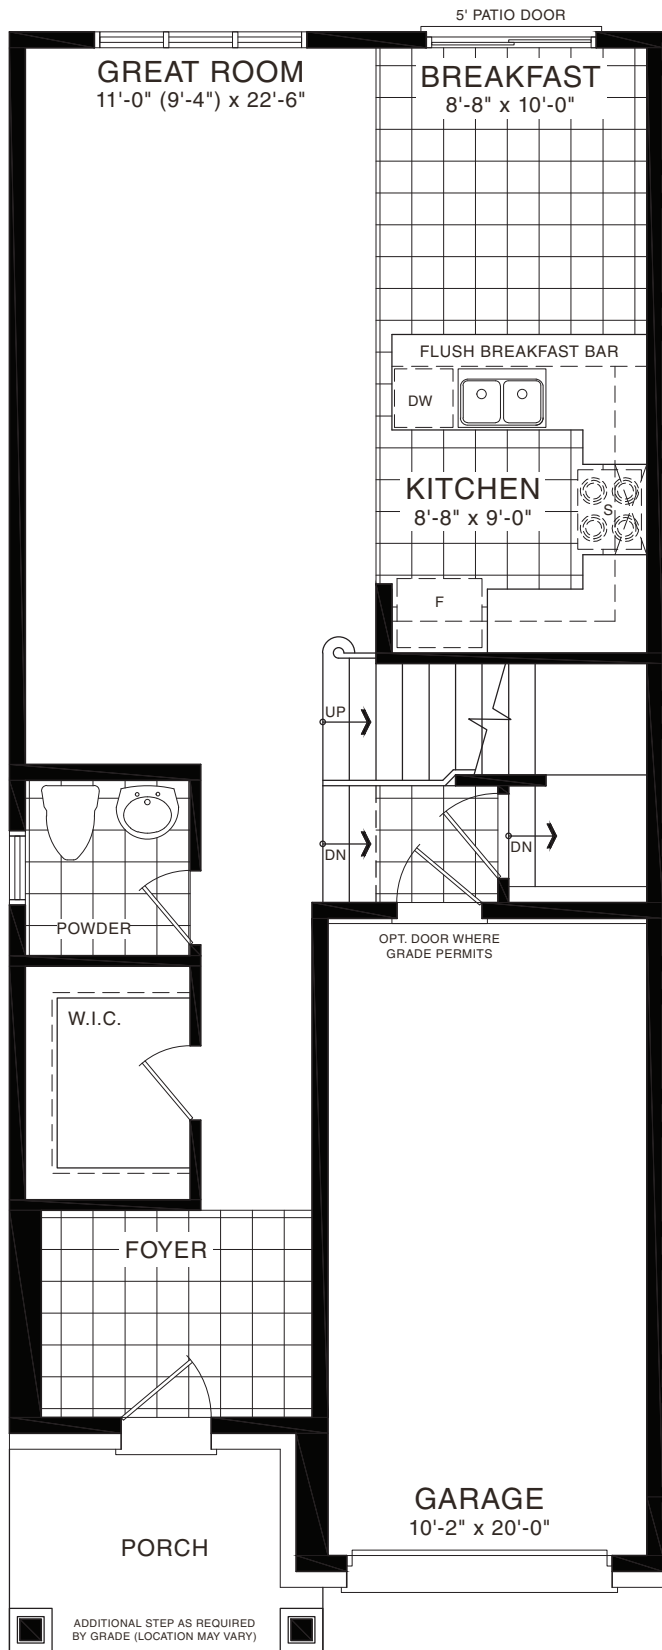 5' PATIO DOOR
GREAT ROOM
11'-0" (9'-4") x 22'-6"
BREAKFAST
8'-8" x 10'-0"
FLUSH BREAKFAST BAR
DW
KITCHEN
8'-8" x 9'-0"
S
F
UP
DN
DN
POWDER
OPT. DOOR WHERE
GRADE PERMITS
W.I.C.
FOYER
GARAGE
10'-2" x 20'-0"
PORCH
ADDITIONAL STEP AS REQUIRED
BY GRADE (LOCATION MAY VARY)